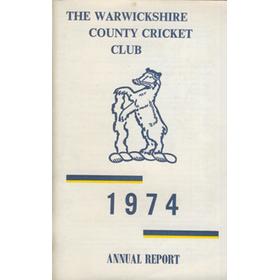 THE WARWICKSHIRE
COUNTY CRICKET
CLUB
1974
ANNUAL REPORT